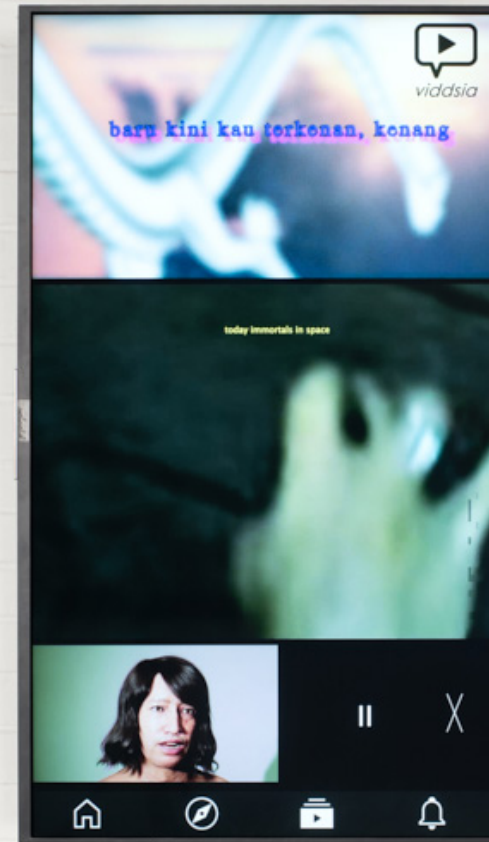 viddsia
baru kini kau terkenan, kenang
today immortals in space